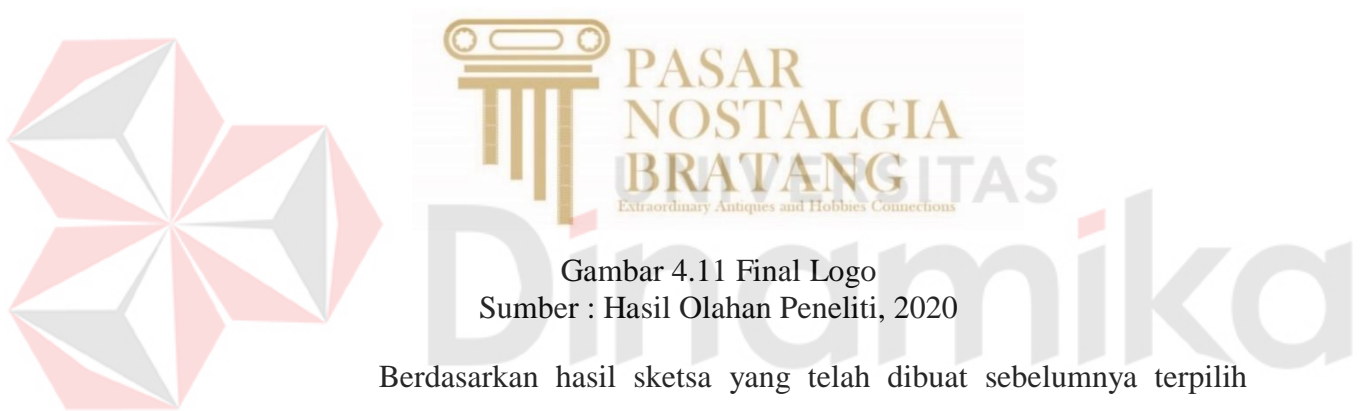 PASAR
NOSTALGIA
BRATANG
Extraordinary Antiques and Hobbies Connections
UNIVERSITAS
Dinamika
Gambar 4.11 Final Logo
Sumber : Hasil Olahan Peneliti, 2020
Berdasarkan hasil sketsa yang telah dibuat sebelumnya terpilih